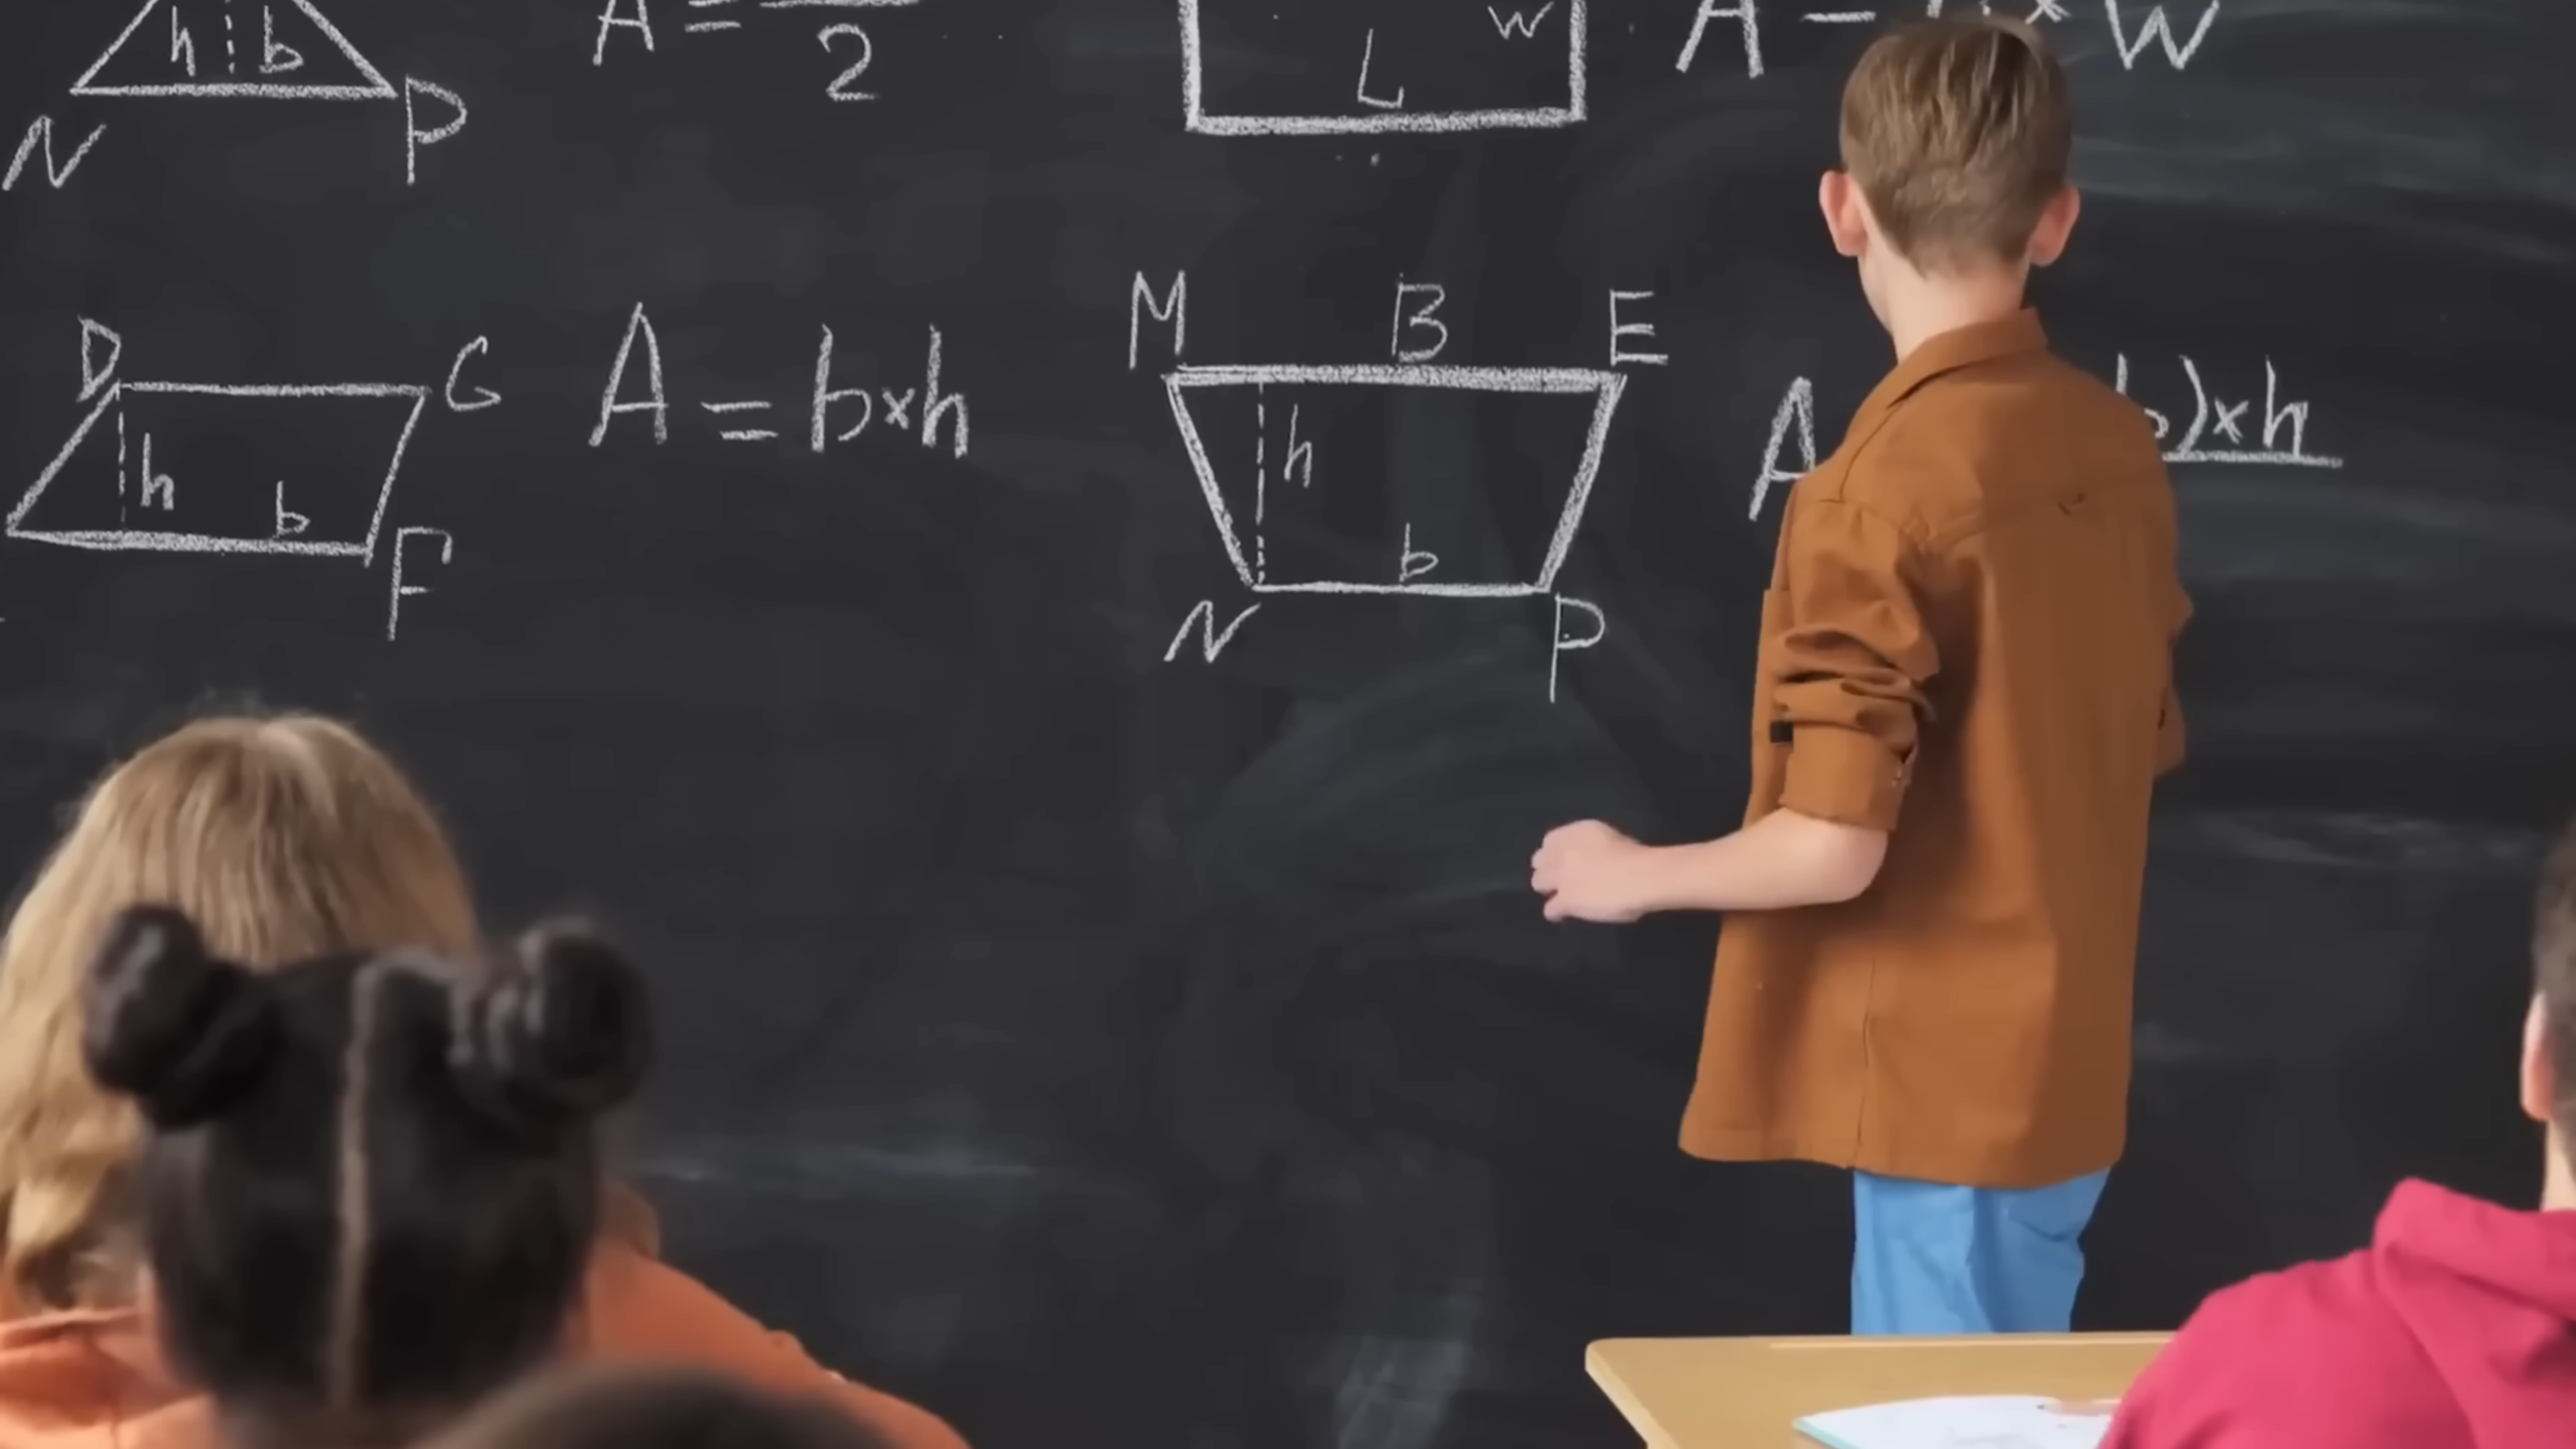 h b
N P
A =
2
W
L
A = × W
D G
h b
F
A = b×h
M B E
h
b
N P
A
b)×h